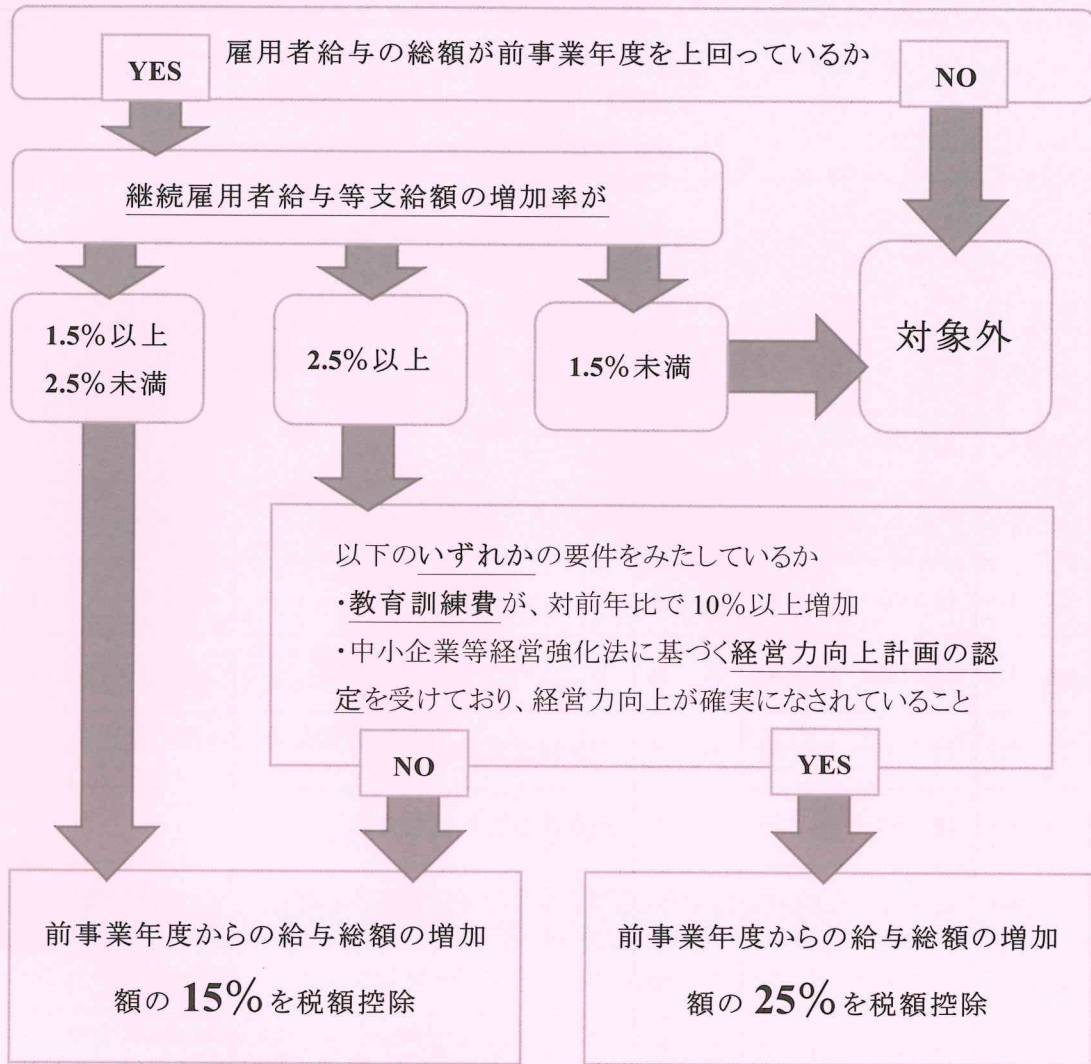 雇用者給与の総額が前事業年度を上回っているか
YES
NO
継続雇用者給与等支給額の増加率が
1.5%以上
2.5%未満
2.5%以上
1.5%未満
対象外
以下のいずれかの要件をみたしているか
・教育訓練費が、対前年比で10%以上増加
・中小企業等経営強化法に基づく経営力向上計画の認
定を受けており、経営力向上が確実になされていること
NO
YES
前事業年度からの給与総額の増加
額の 15%を税額控除
前事業年度からの給与総額の増加
額の 25%を税額控除